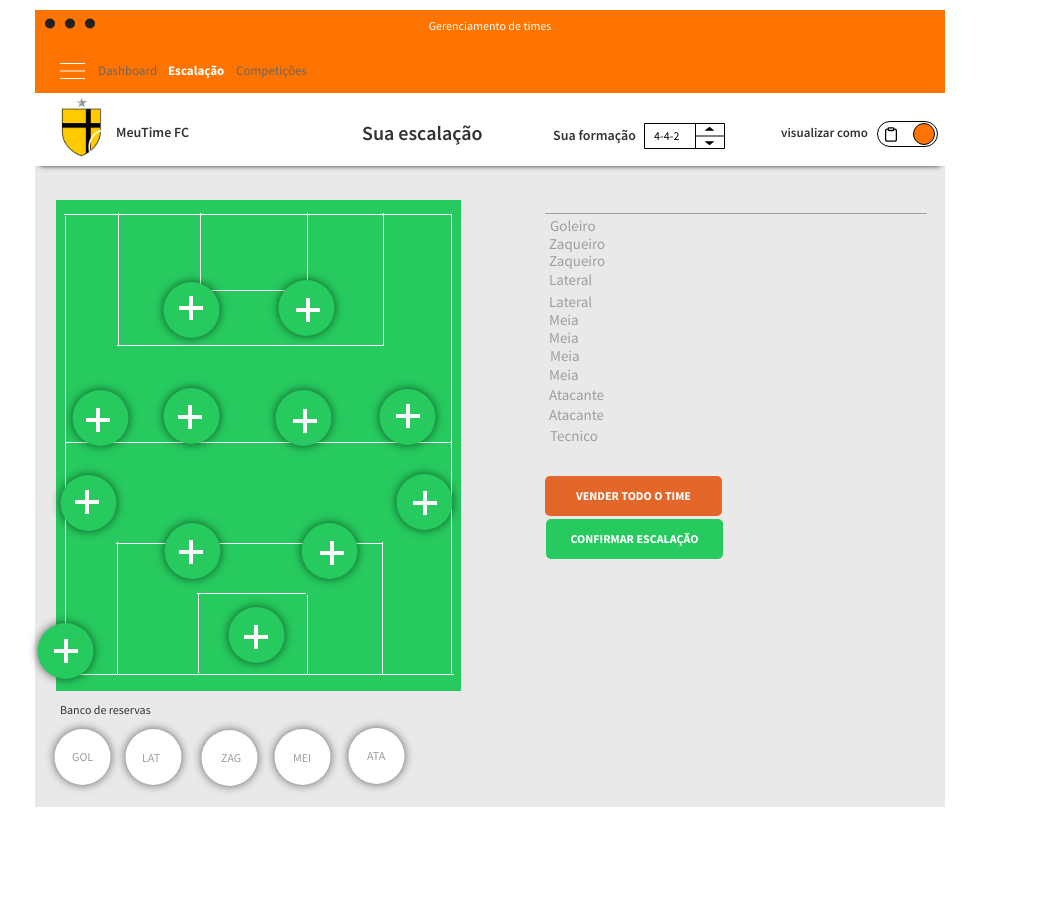 Gerenciamento de times
Dashboard Escalação Competições
MeuTime FC
Sua escalação
Sua formação 4-4-2
visualizar como
Goleiro
Zaqueiro
Zaqueiro
Lateral
Lateral
Meia
Meia
Meia
Meia
Atacante
Atacante
Tecnico
VENDER TODO O TIME
CONFIRMAR ESCALAÇÃO
Banco de reservas
GOL LAT ZAG MEI ATA